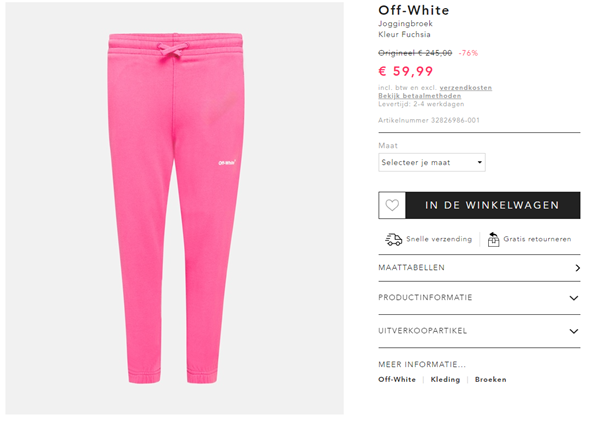 Off-White
Joggingbroek
Kleur Fuchsia
Origineel € 245,00 -76%
€ 59,99
incl. btw en excl. verzendkosten
Bekijk betaalmethoden
Levertijd: 2-4 werkdagen
Artikelnummer 32826986-001
Maat
Selecteer je maat
IN DE WINKELWAGEN
Snelle verzending
Gratis retourneren
MAATTABELLEN
PRODUCTINFORMATIE
UITVERKOOPARTIKEL
MEER INFORMATIE...
Off-White | Kleding | Broeken
Off-White